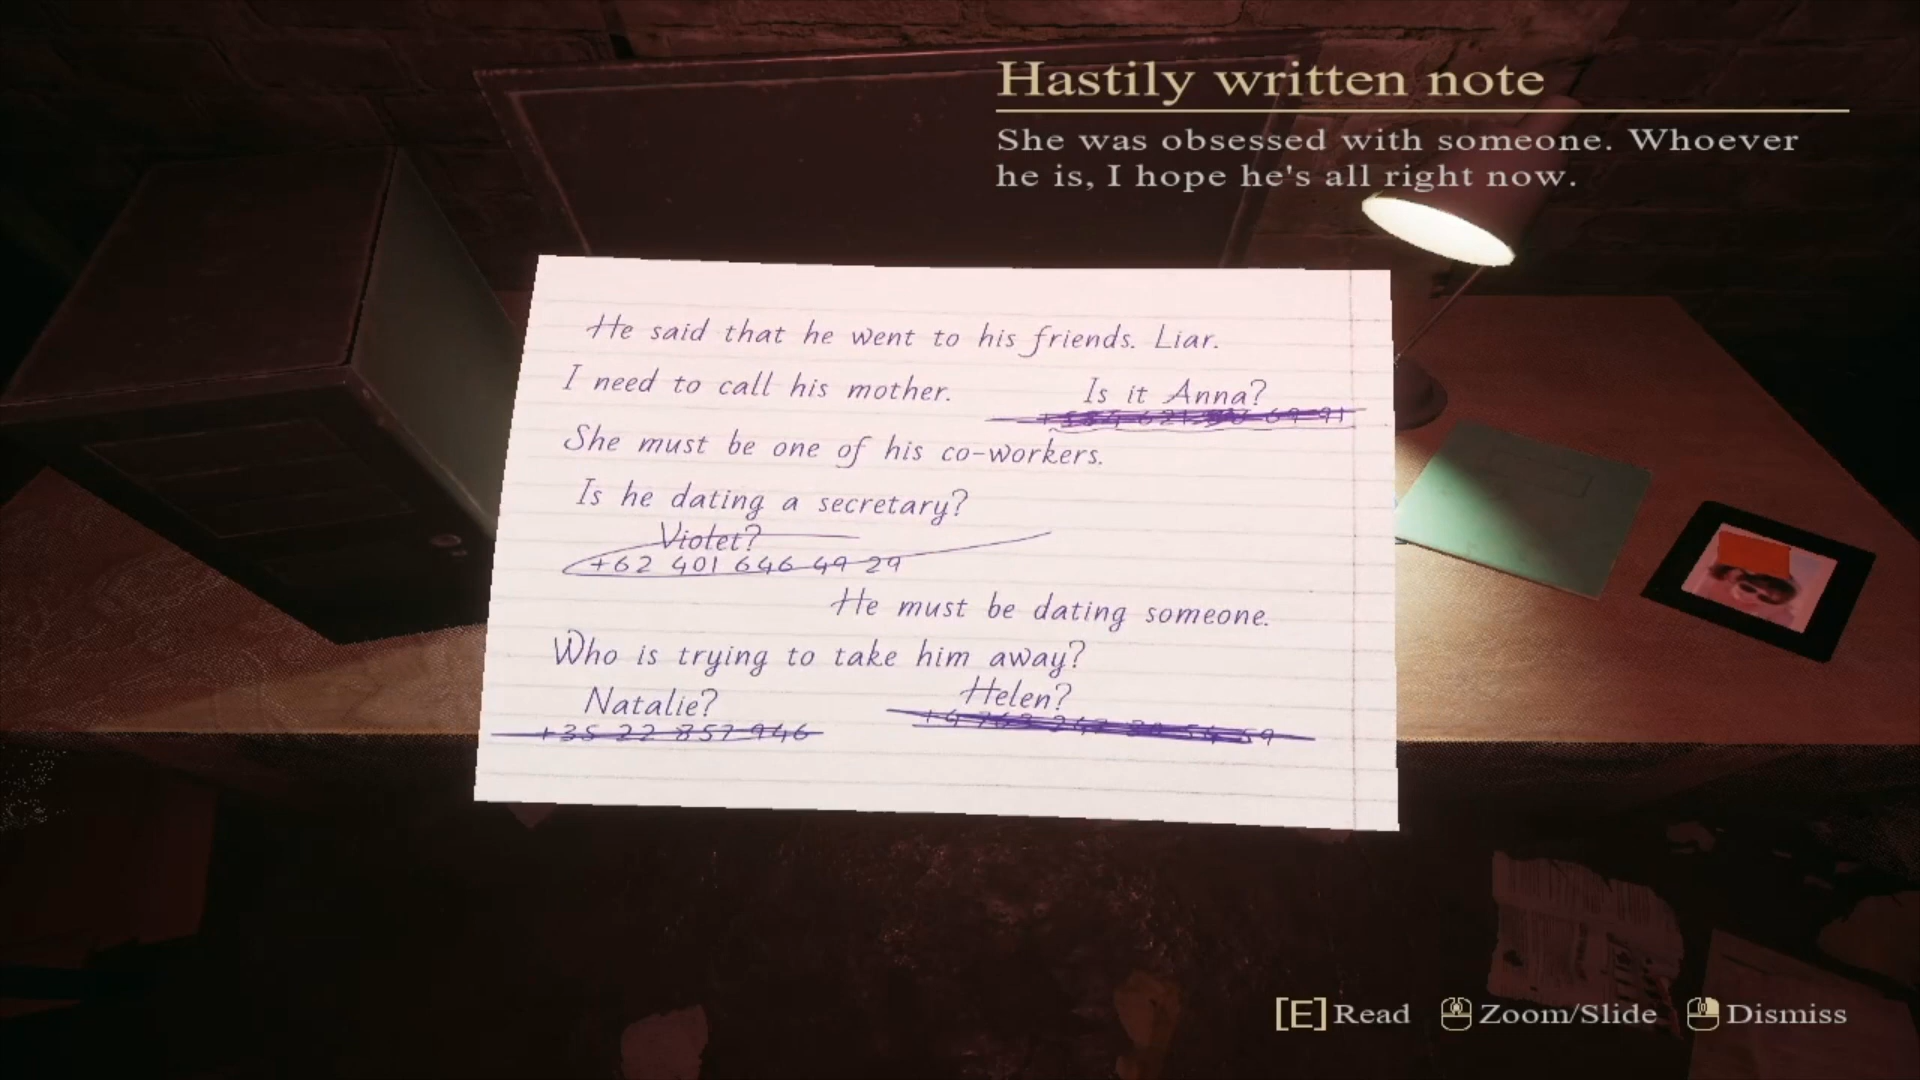 Hastily written note
She was obsessed with someone. Whoever
he is, I hope he's all right now.
He said that he went to his friends. Liar.
I need to call his mother.
Is it Anna?
She must be one of his co-workers.
Is he dating a secretary?
Violet?
+62 401 646 49 29
He must be dating someone.
Who is trying to take him away?
Natalie?
+35 22 857 946
Helen?
[E] Read Zoom/Slide Dismiss